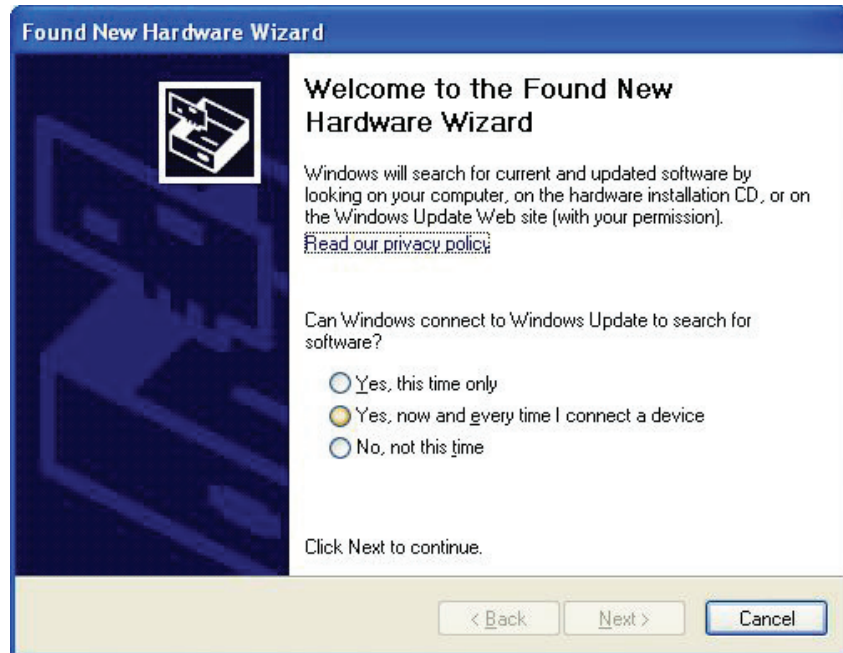 Found New Hardware Wizard
Welcome to the Found New
Hardware Wizard
Windows will search for current and updated software by
looking on your computer, on the hardware installation CD, or on
the Windows Update Web site (with your permission).
Read our privacy policy
Can Windows connect to Windows Update to search for
software?
Yes, this time only
Yes, now and every time I connect a device
No, not this time
Click Next to continue.
< Back Next > Cancel